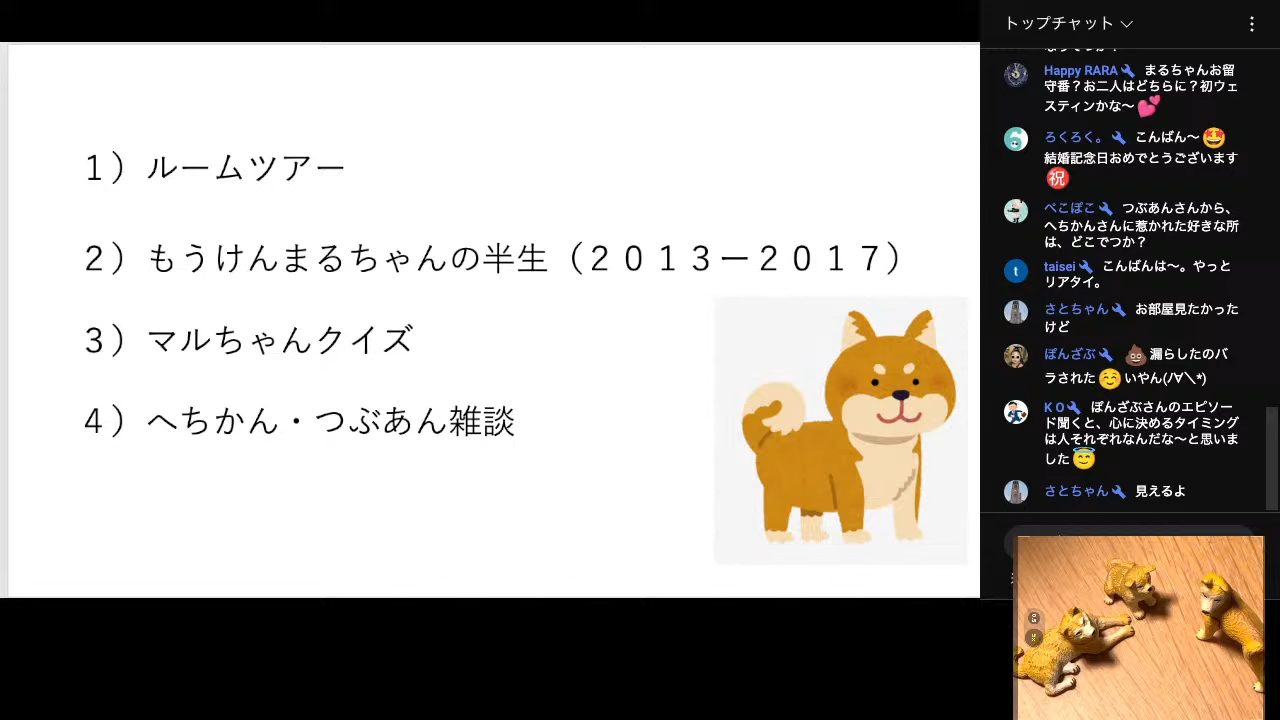 １）ルームツアー
２）もうけんまるちゃんの半生（２０１３ー２０１７）
３）マルちゃんクイズ
４）へちかん・つぶあん雑談
トップチャット
Happy RARA まるちゃんお留
守番？お二人はどちらに？初ウェ
スティンかな〜
ろくろく。 こんばん〜
結婚記念日おめでとうございます
祝
ぺこぽこ つぶあんさんから、
へちかんさんに惹かれた好きな所
は、どこでつか？
taisei こんばんは〜。やっと
リアタイ。
さとちゃん お部屋見たかった
けど
ぽんざぶ 漏らしたのバ
ラされた いやん(/∀＼*)
K O ぽんざぶさんのエピソー
ド聞くと、心に決めるタイミング
は人それぞれなんだな〜と思いま
した
さとちゃん 見えるよ